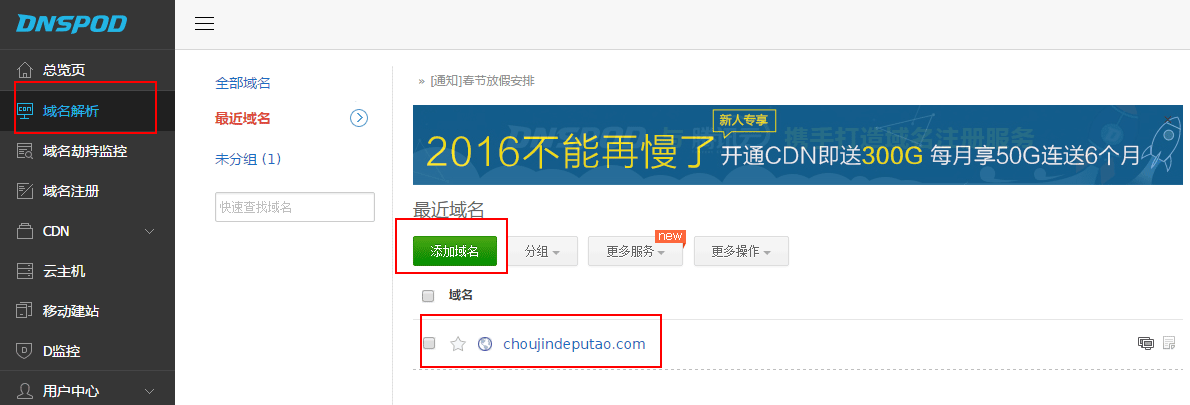 DNSPOD
总览页
域名解析
域名劫持监控
域名注册
CDN
云主机
移动建站
D监控
用户中心
全部域名
最近域名
未分组 (1)
快速查找域名
» [通知]春节放假安排
新人专享
2016不能再慢了 开通CDN即送300G 每月享50G连送6个月
最近域名
添加域名 分组 更多服务 new 更多操作
域名
choujindeputao.com